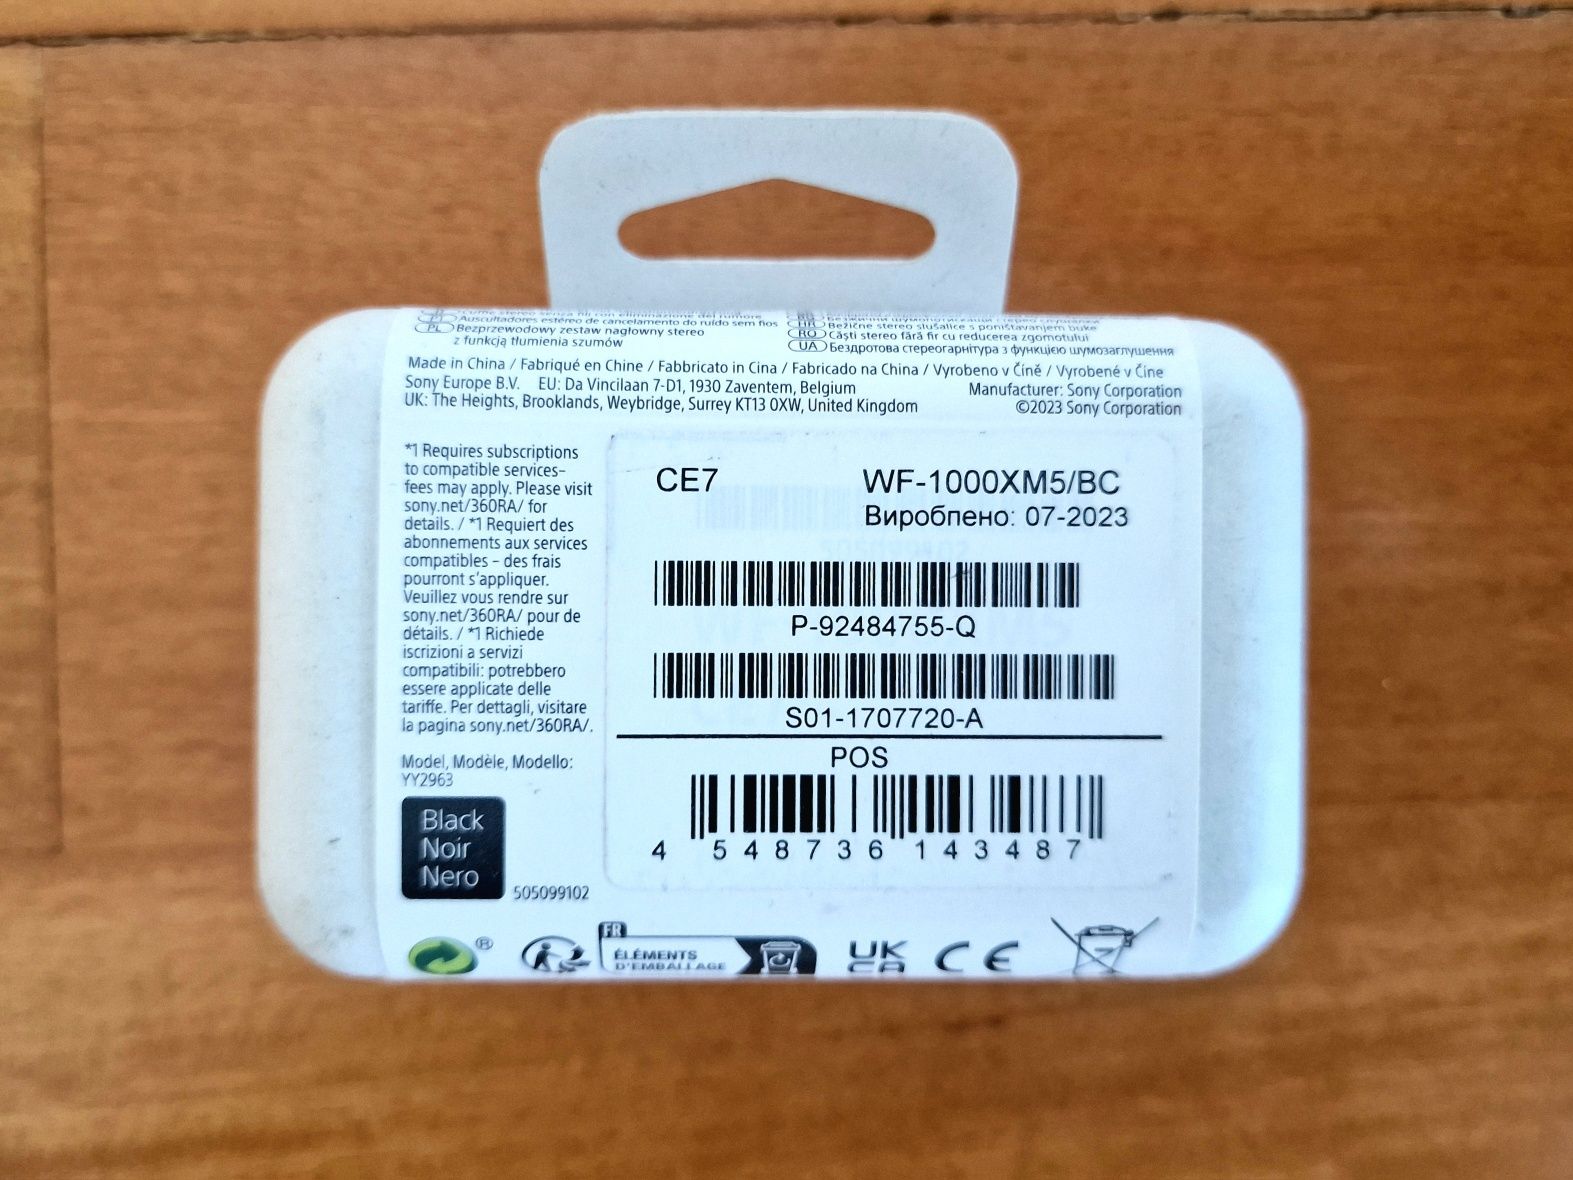 PT Auscultadores estéreo de cancelamento do ruído sem fios
PL Bezprzewodowy zestaw nagłowny stereo
z funkcją tłumienia szumów
HR Bežične stereo slušalice s poništavanjem buke
RO Căști stereo fără fir cu reducerea zgomotului
UA Бездротова стереогарнітура з функцією шумозаглушення
Made in China / Fabriqué en Chine / Fabbricato in Cina / Fabricado na China / Vyrobeno v Číně / Vyrobené v Číne
Sony Europe B.V. EU: Da Vincilaan 7-D1, 1930 Zaventem, Belgium
UK: The Heights, Brooklands, Weybridge, Surrey KT13 0XW, United Kingdom
Manufacturer: Sony Corporation
©2023 Sony Corporation
*1 Requires subscriptions
to compatible services–
fees may apply. Please visit
sony.net/360RA/ for
details. / *1 Requiert des
abonnements aux services
compatibles – des frais
pourront s'appliquer.
Veuillez vous rendre sur
sony.net/360RA/ pour de
détails. / *1 Richiede
iscrizioni a servizi
compatibili: potrebbero
essere applicate delle
tariffe. Per dettagli, visitare
la pagina sony.net/360RA/.
Model, Modèle, Modello:
YY2963
Black
Noir
Nero
505099102
CE7
WF-1000XM5/BC
Вироблено: 07-2023
P-92484755-Q
S01-1707720-A
POS
4 548736 143487
®
FR
ÉLÉMENTS
D'EMBALLAGE
UK
CA
CE